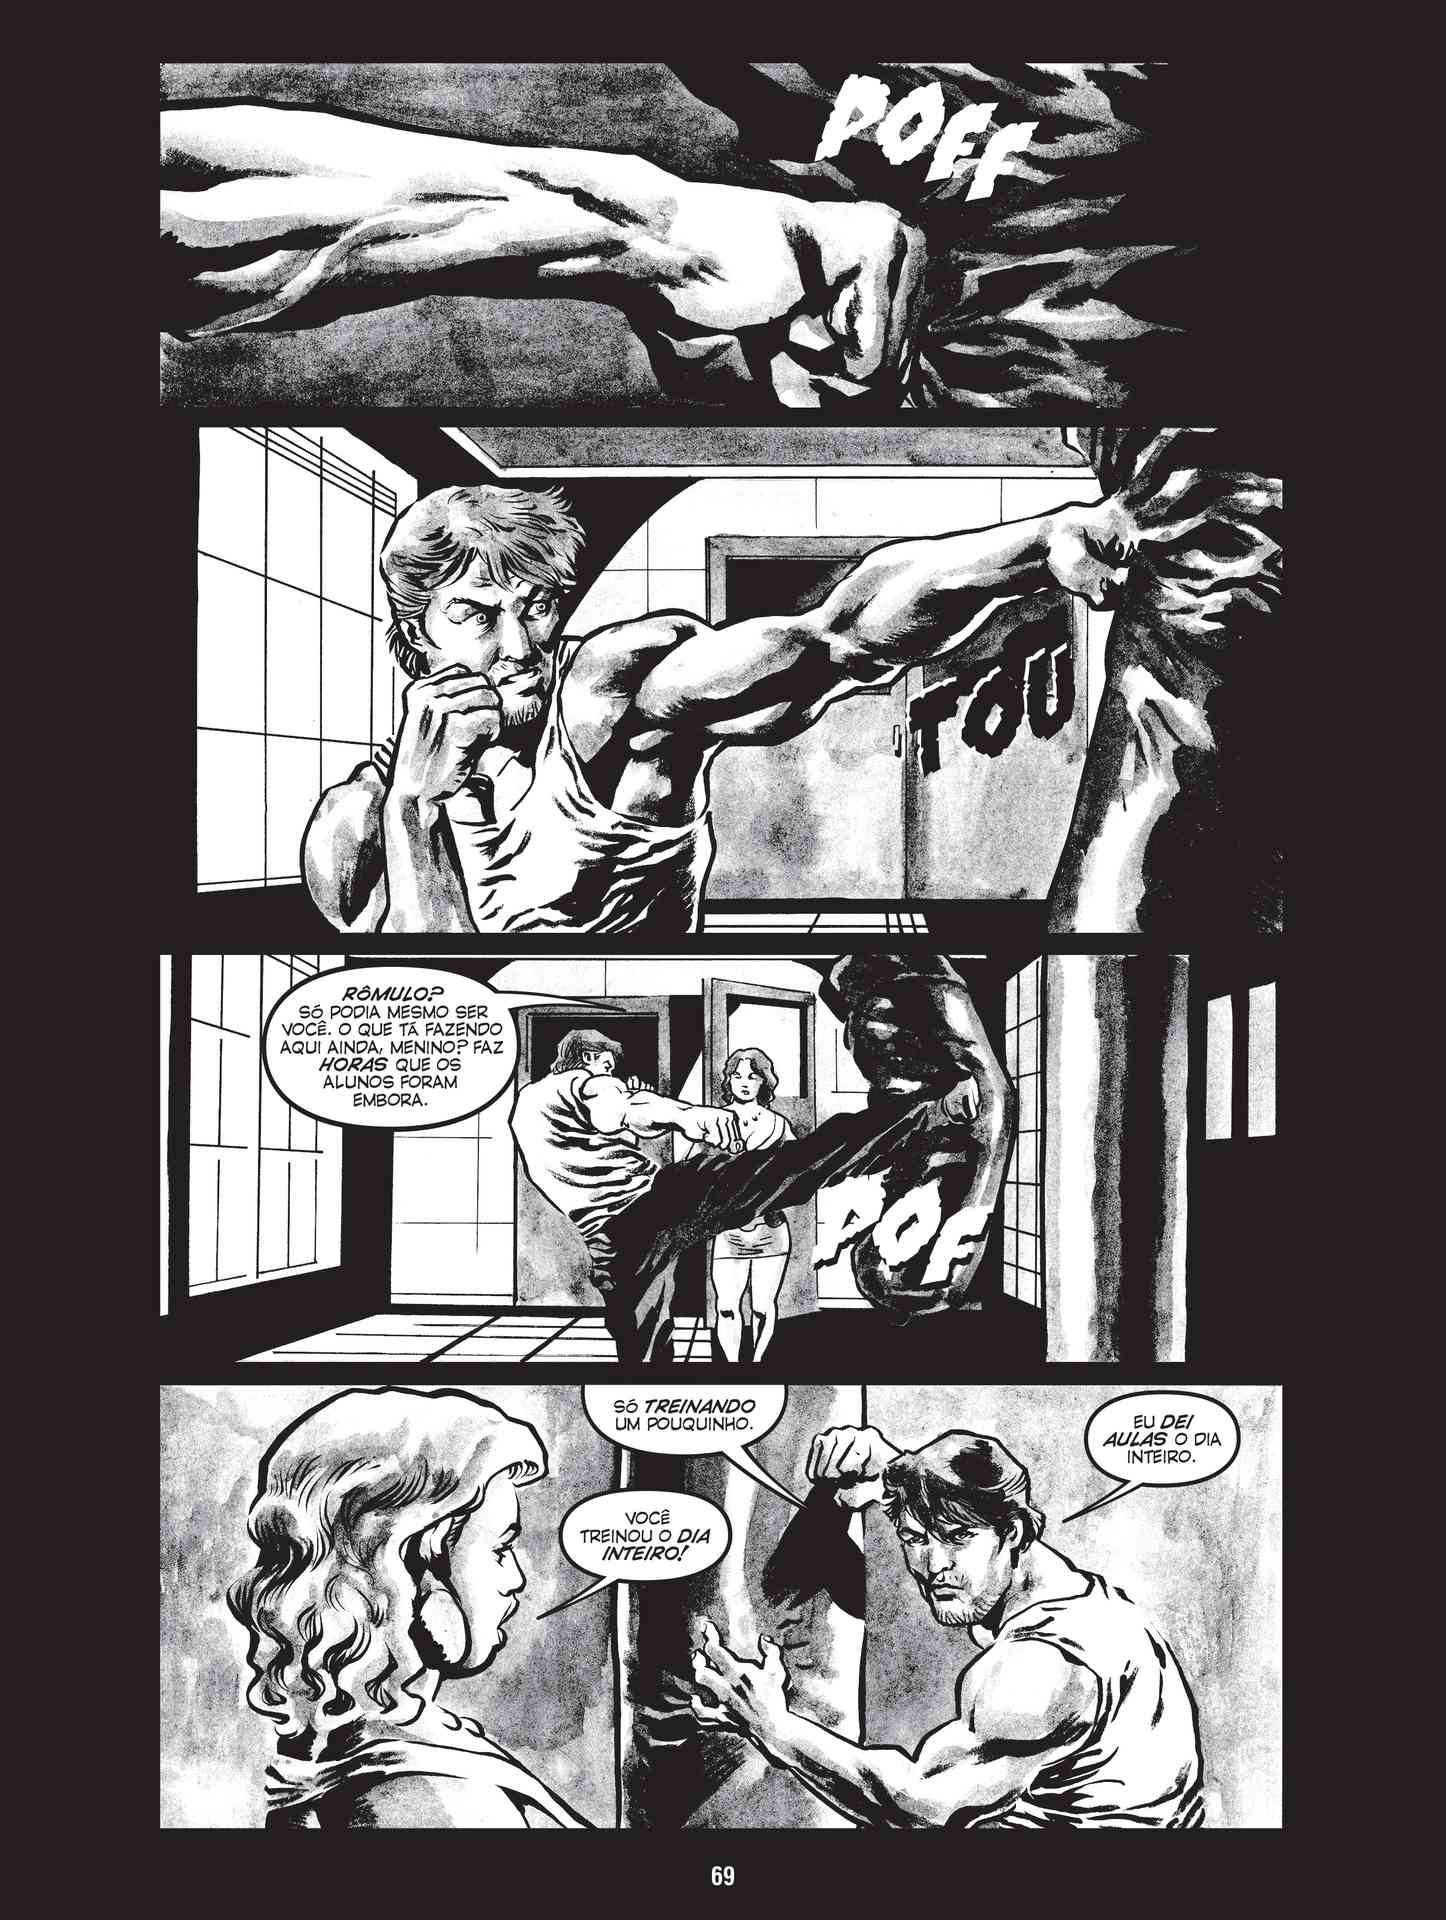 POFF
TOU
RÔMULO?
SÓ PODIA MESMO SER
VOCÊ. O QUE TÁ FAZENDO
AQUI AINDA, MENINO? FAZ
HORAS QUE OS
ALUNOS FORAM
EMBORA.
POF
SÓ TREINANDO
UM POUQUINHO.
VOCÊ
TREINOU O DIA
INTEIRO!
EU DEI
AULAS O DIA
INTEIRO.
69